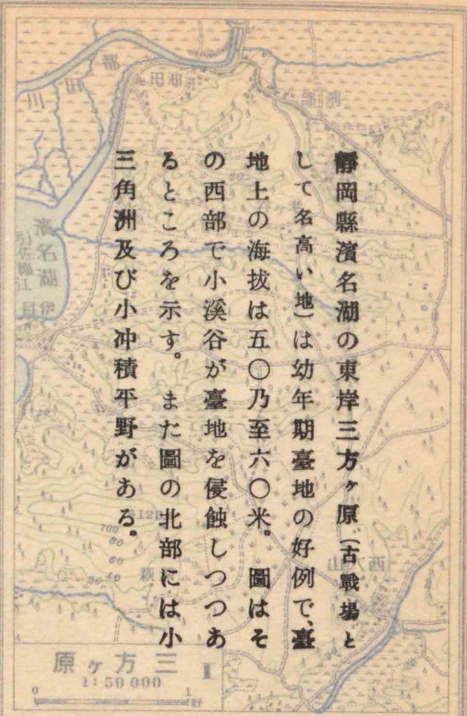 靜岡縣濱名湖の東岸三方ヶ原(古戰場と
して名高い地)は幼年期臺地の好例で、臺
地上の海拔は五〇乃至六〇米。 圖はそ
の西部で小溪谷が臺地を侵蝕しつつあ
るところを示す。 また圖の北部には小
三角洲及び小冲積平野がある。
川田都
濱名湖
I
三方ヶ原
1:50 000
0 1